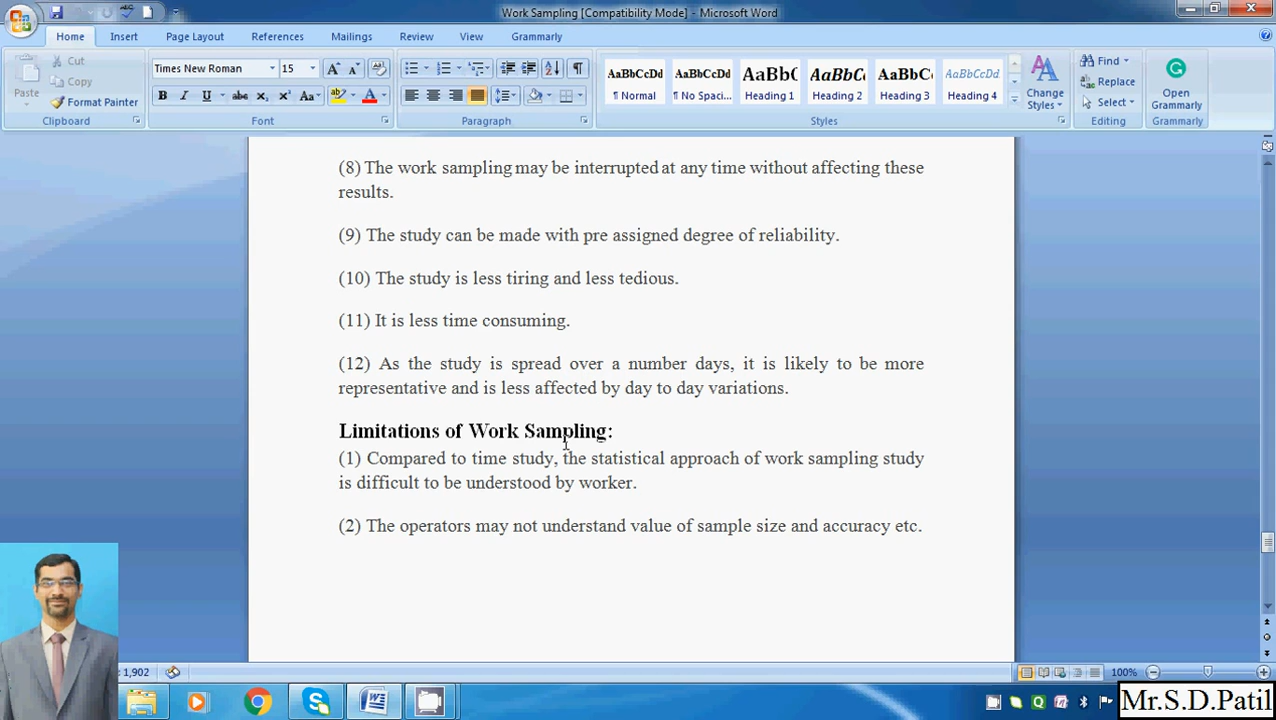 Work Sampling [Compatibility Mode] - Microsoft Word
Home Insert Page Layout References Mailings Review View Grammarly
Cut
Copy
Paste
Format Painter
Clipboard
Times New Roman 15
Font
Paragraph
AaBbCcDd AaBbCcDd AaBb( AaBbC AaBbC AaBbCcDd
¶ Normal ¶ No Spaci... Heading 1 Heading 2 Heading 3 Heading 4
Change Styles
Styles
Find
Replace
Select
Editing
Open Grammarly
Grammarly
(8) The work sampling may be interrupted at any time without affecting these
results.
(9) The study can be made with pre assigned degree of reliability.
(10) The study is less tiring and less tedious.
(11) It is less time consuming.
(12) As the study is spread over a number days, it is likely to be more
representative and is less affected by day to day variations.
Limitations of Work Sampling:
(1) Compared to time study, the statistical approach of work sampling study
is difficult to be understood by worker.
(2) The operators may not understand value of sample size and accuracy etc.
: 1,902
100%
Mr.S.D.Patil